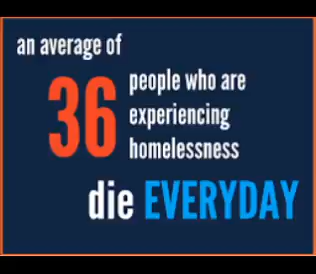 an average of
36
people who are
experiencing
homelessness
die EVERYDAY